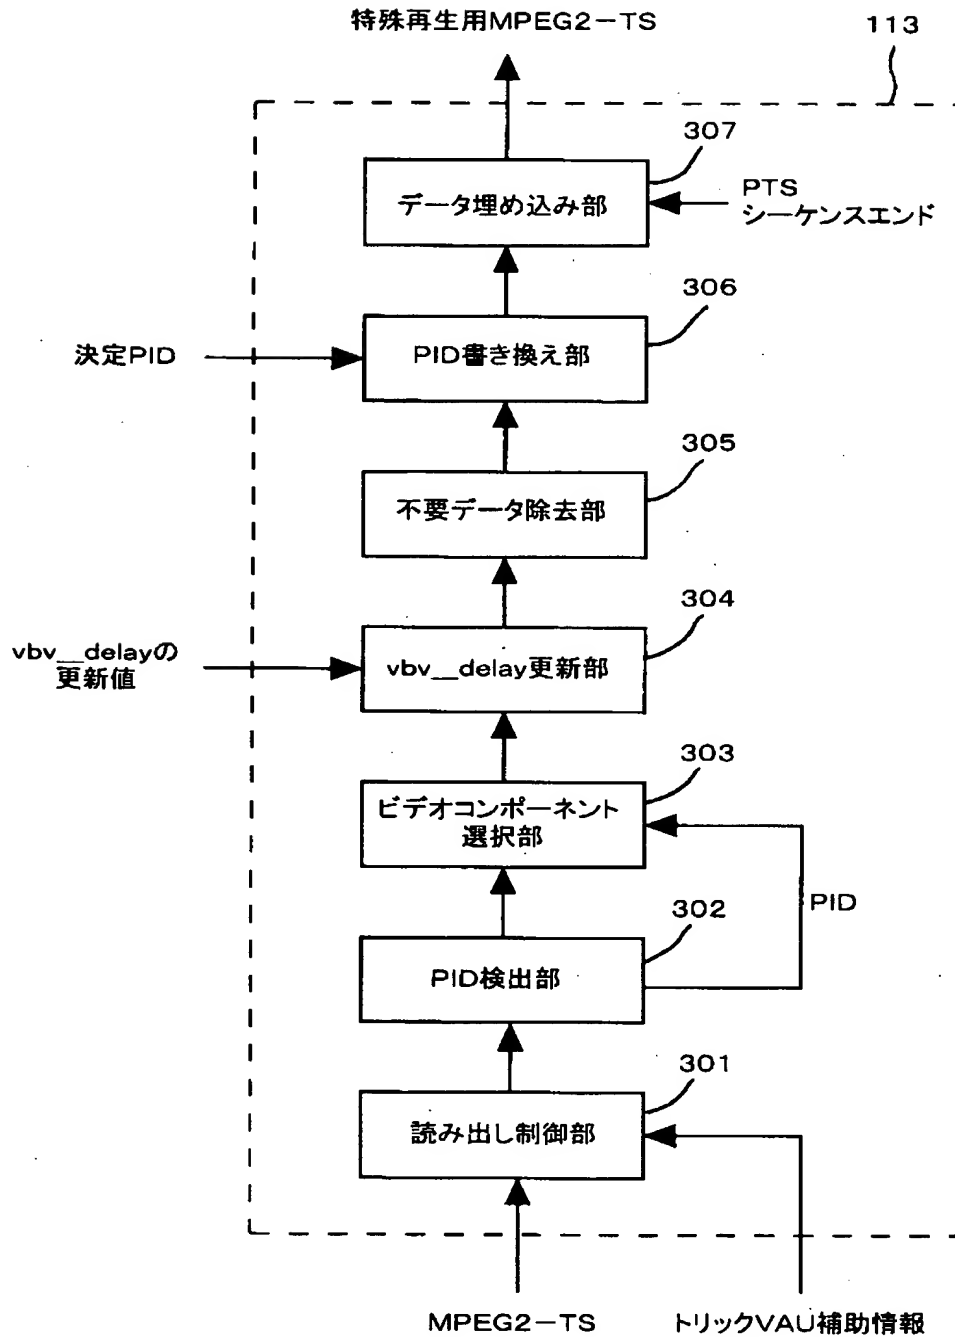 特殊再生用MPEG2-TS
113
307
データ埋め込み部
PTS
シーケンスエンド
306
決定PID
PID書き換え部
305
不要データ除去部
304
vbv__delayの
更新値
vbv__delay更新部
303
ビデオコンポーネント
選択部
302
PID
PID検出部
301
読み出し制御部
MPEG2-TS
トリックVAU補助情報